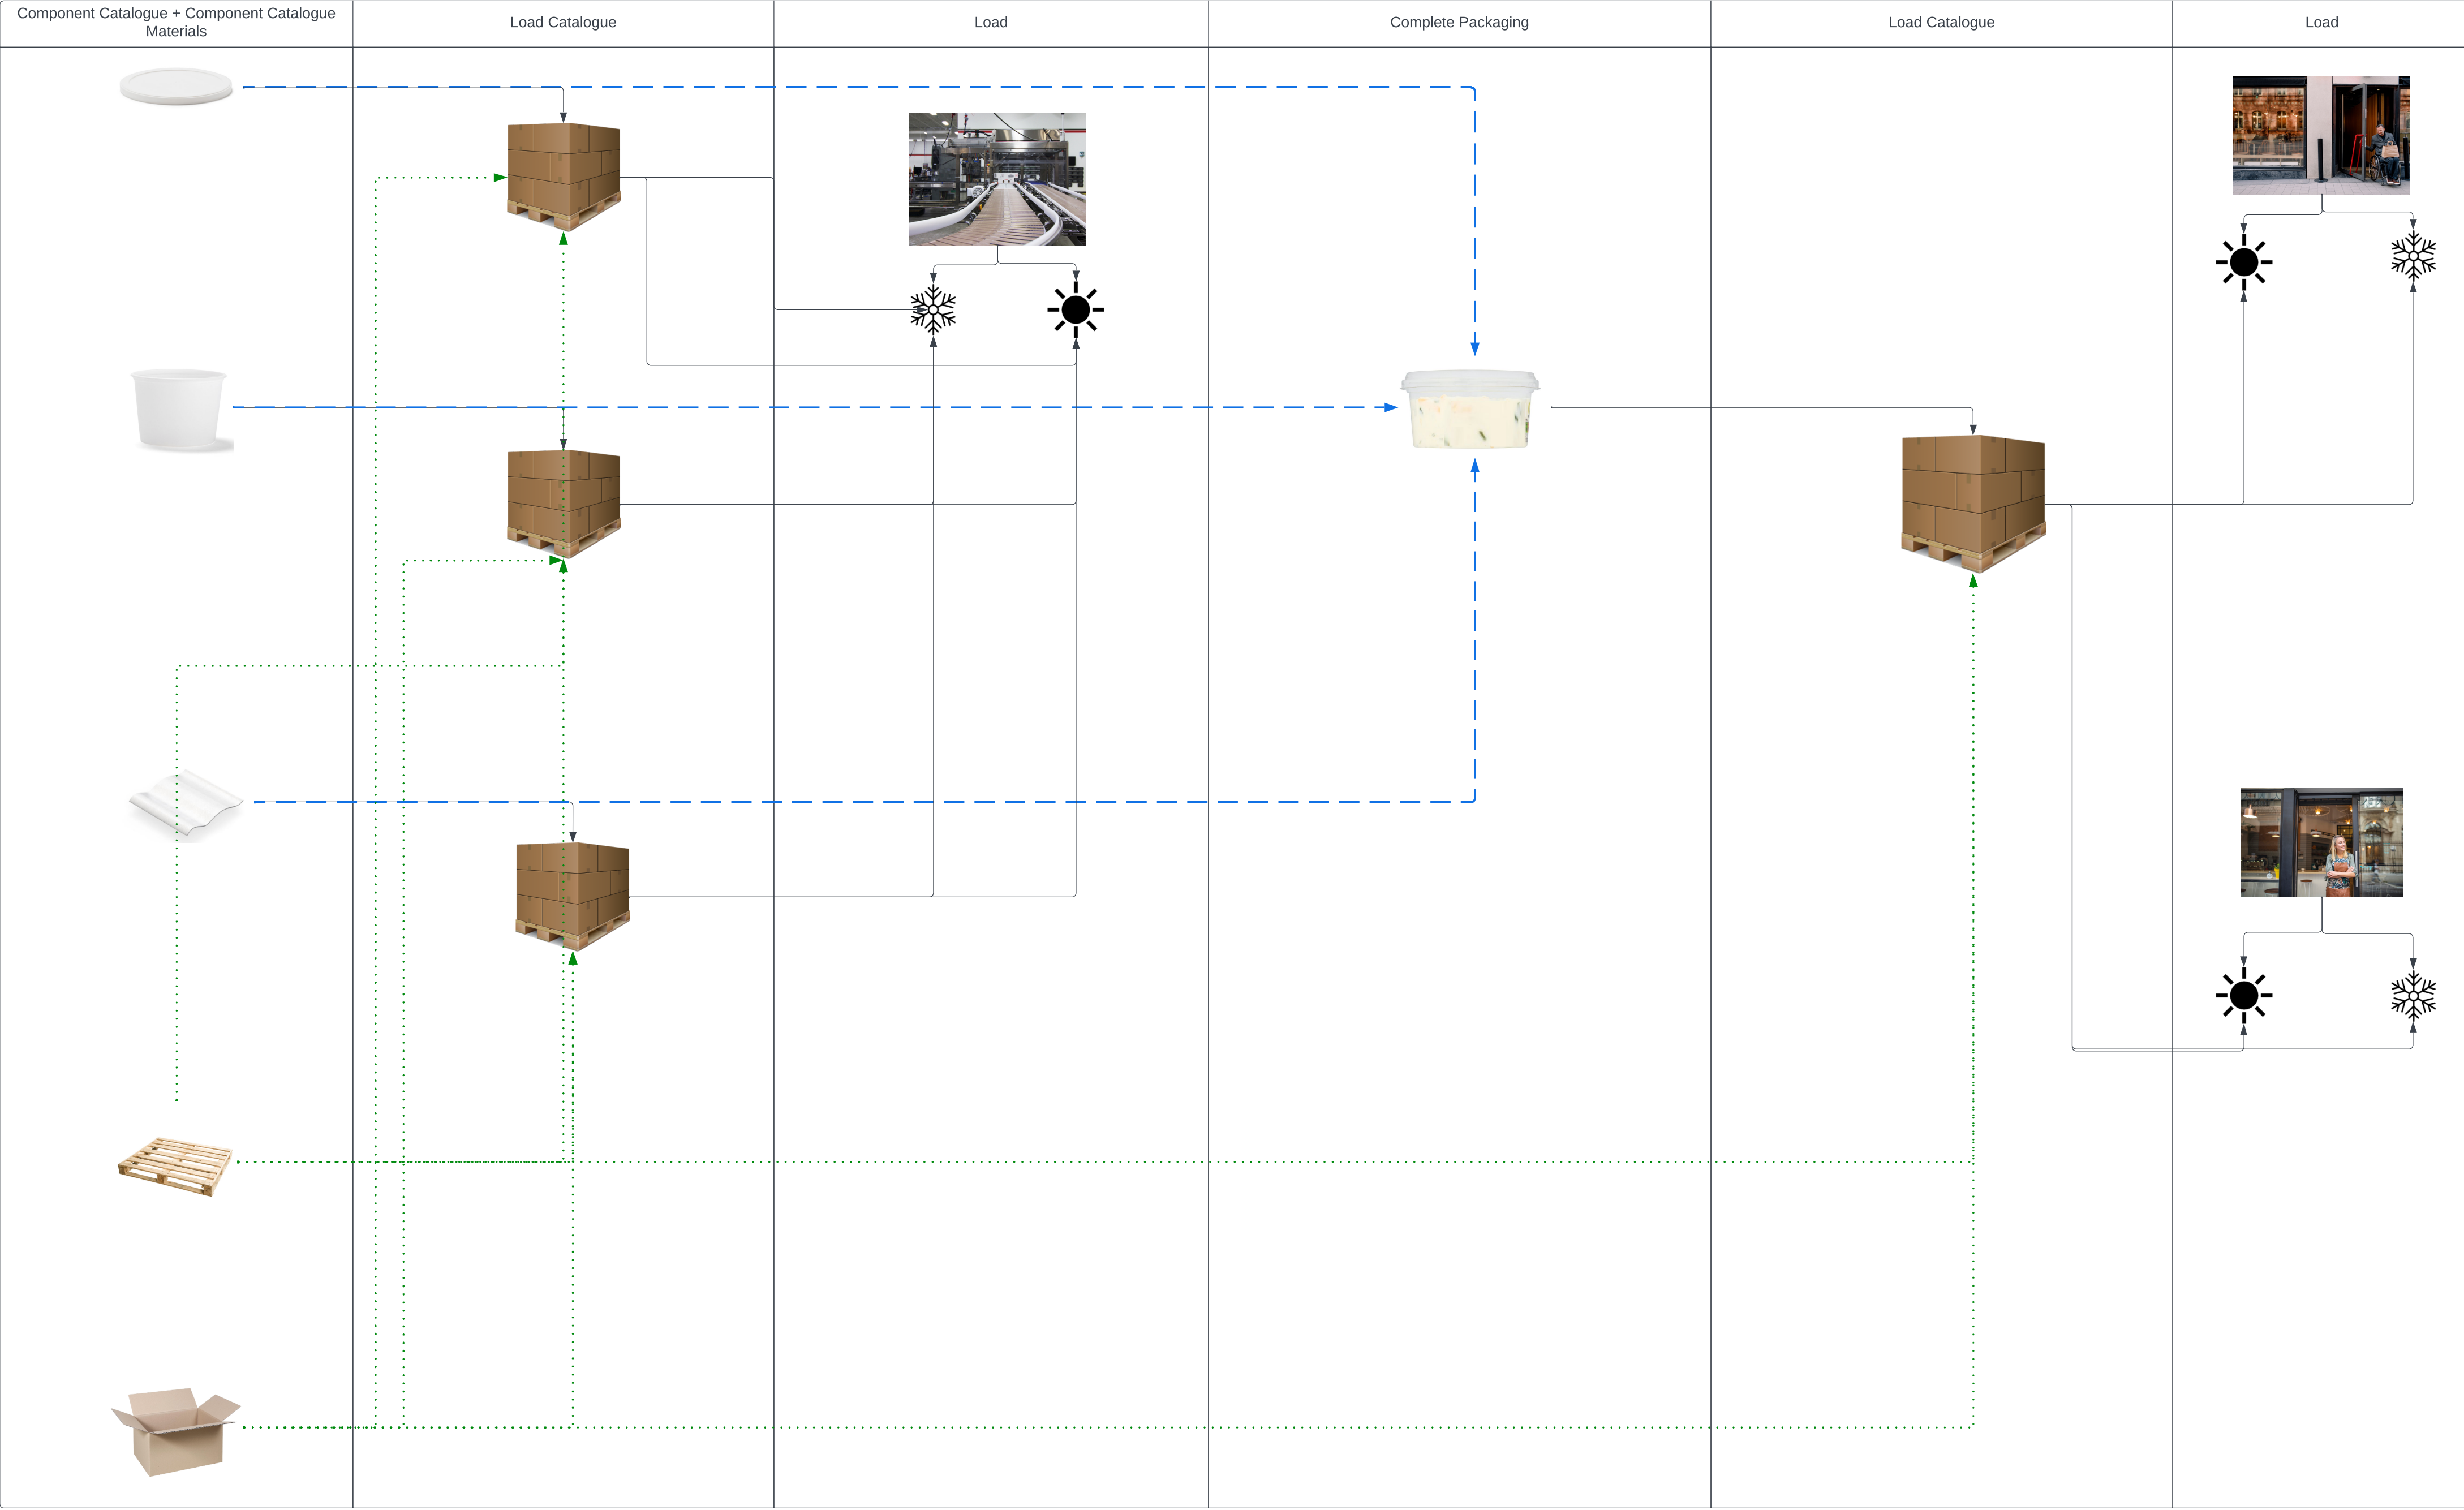 Component Catalogue + Component Catalogue
Materials
Load Catalogue
Load
Complete Packaging
Load Catalogue
Load